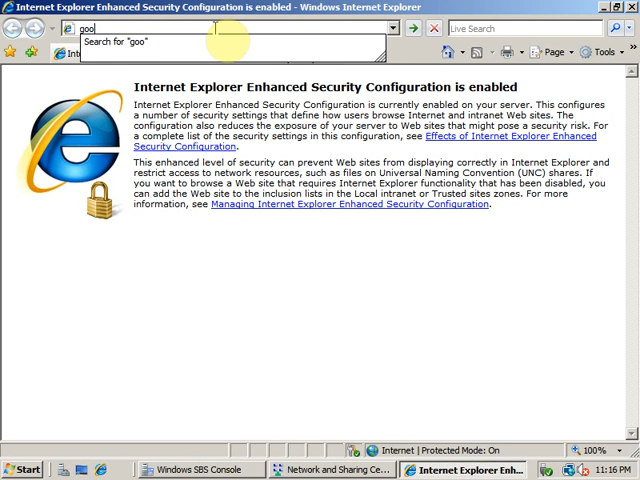 Internet Explorer Enhanced Security Configuration is enabled - Windows Internet Explorer
goo
Live Search
Search for "goo"
Int
Page
Tools
Internet Explorer Enhanced Security Configuration is enabled
Internet Explorer Enhanced Security Configuration is currently enabled on your server. This configures
a number of security settings that define how users browse Internet and intranet Web sites. The
configuration also reduces the exposure of your server to Web sites that might pose a security risk. For
a complete list of the security settings in this configuration, see Effects of Internet Explorer Enhanced
Security Configuration.
This enhanced level of security can prevent Web sites from displaying correctly in Internet Explorer and
restrict access to network resources, such as files on Universal Naming Convention (UNC) shares. If
you want to browse a Web site that requires Internet Explorer functionality that has been disabled, you
can add the Web site to the inclusion lists in the Local intranet or Trusted sites zones. For more
information, see Managing Internet Explorer Enhanced Security Configuration.
Internet | Protected Mode: On
100%
Start
Windows SBS Console
Network and Sharing Ce...
Internet Explorer Enh...
11:16 PM